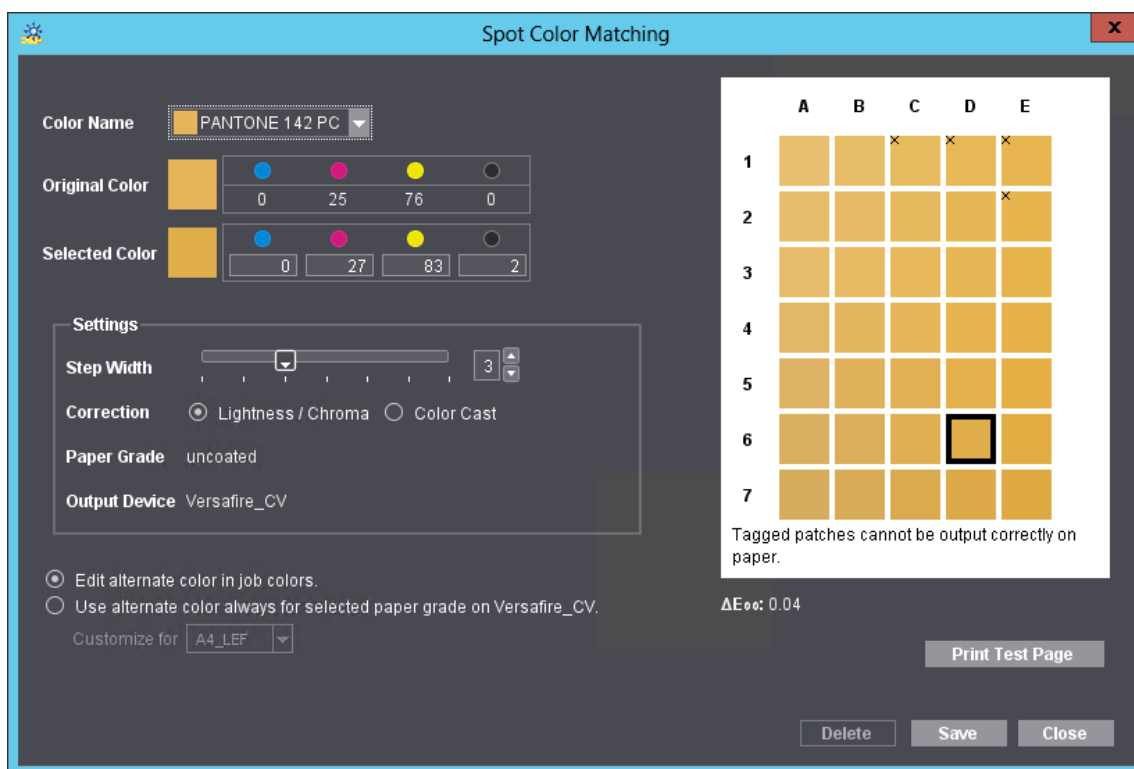 Spot Color Matching
x
Color Name
PANTONE 142 PC
Original Color
0 25 76 0
Selected Color
0 27 83 2
Settings
Step Width
3
Correction
Lightness / Chroma
Color Cast
Paper Grade
uncoated
Output Device
Versafire_CV
Edit alternate color in job colors.
Use alternate color always for selected paper grade on Versafire_CV.
Customize for
A4_LEF
A B C D E
1
2
3
4
5
6
7
Tagged patches cannot be output correctly on
paper.
ΔE₀₀: 0.04
Print Test Page
Delete
Save
Close